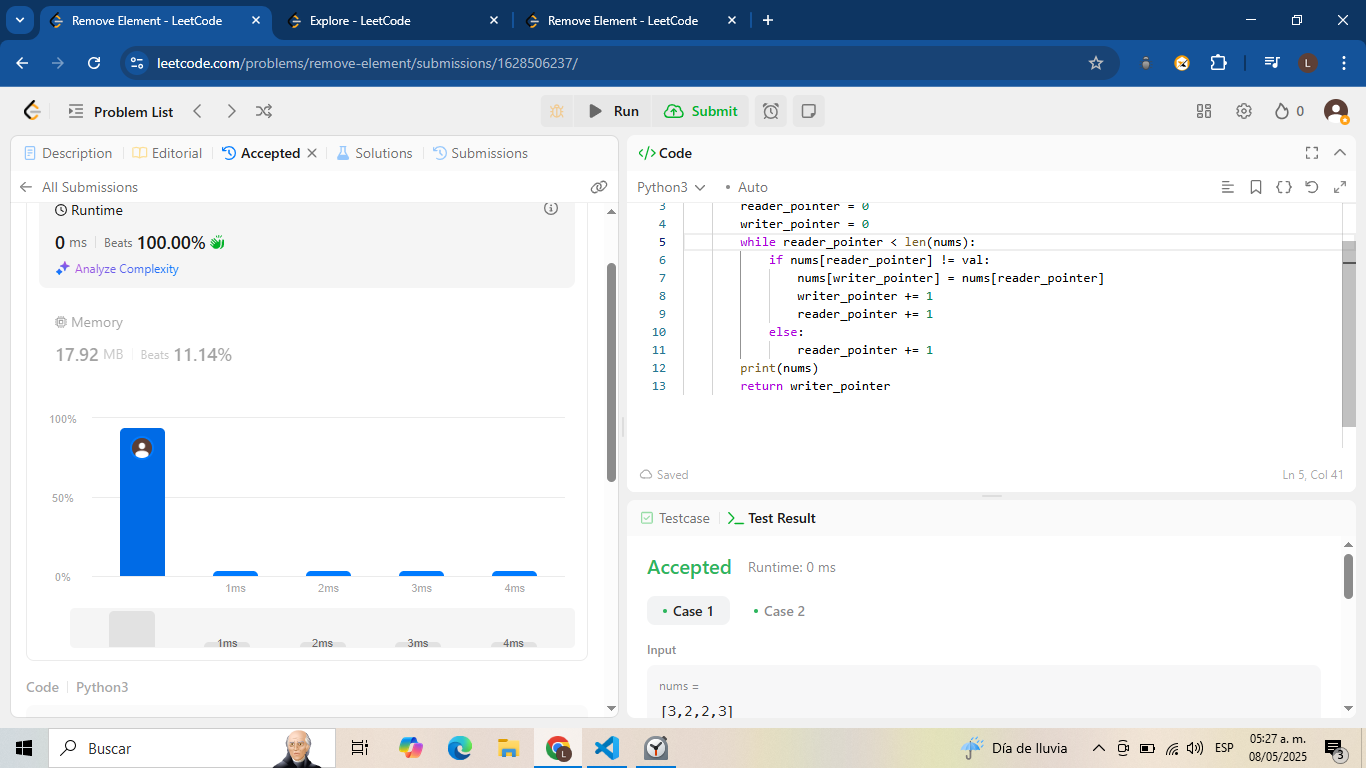 Remove Element - LeetCode
Explore - LeetCode
Remove Element - LeetCode
leetcode.com/problems/remove-element/submissions/1628506237/
L
Problem List
Run
Submit
0
Description
Editorial
Accepted
Solutions
Submissions
All Submissions
Runtime
0 ms
Beats 100.00%
Analyze Complexity
Memory
17.92 MB
Beats 11.14%
100%
50%
0%
1ms
2ms
3ms
4ms
1ms
2ms
3ms
4ms
Code
Python3
</> Code
Python3
Auto
3 reader_pointer = 0
4 writer_pointer = 0
5 while reader_pointer < len(nums):
6 if nums[reader_pointer] != val:
7 nums[writer_pointer] = nums[reader_pointer]
8 writer_pointer += 1
9 reader_pointer += 1
10 else:
11 reader_pointer += 1
12 print(nums)
13 return writer_pointer
Saved
Ln 5, Col 41
Testcase
Test Result
Accepted
Runtime: 0 ms
Case 1
Case 2
Input
nums =
[3,2,2,3]
Buscar
L
Día de lluvia
ESP
05:27 a. m.
08/05/2025
3